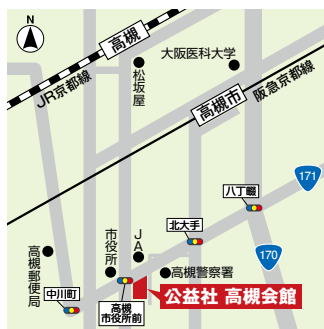 N
高槻
大阪医科大学
松坂屋
JR京都線
高槻市
阪急京都線
171
八丁畷
北大手
170
市役所
JA
高槻警察署
高槻郵便局
中川町
高槻
市役所前
公益社 高槻会館